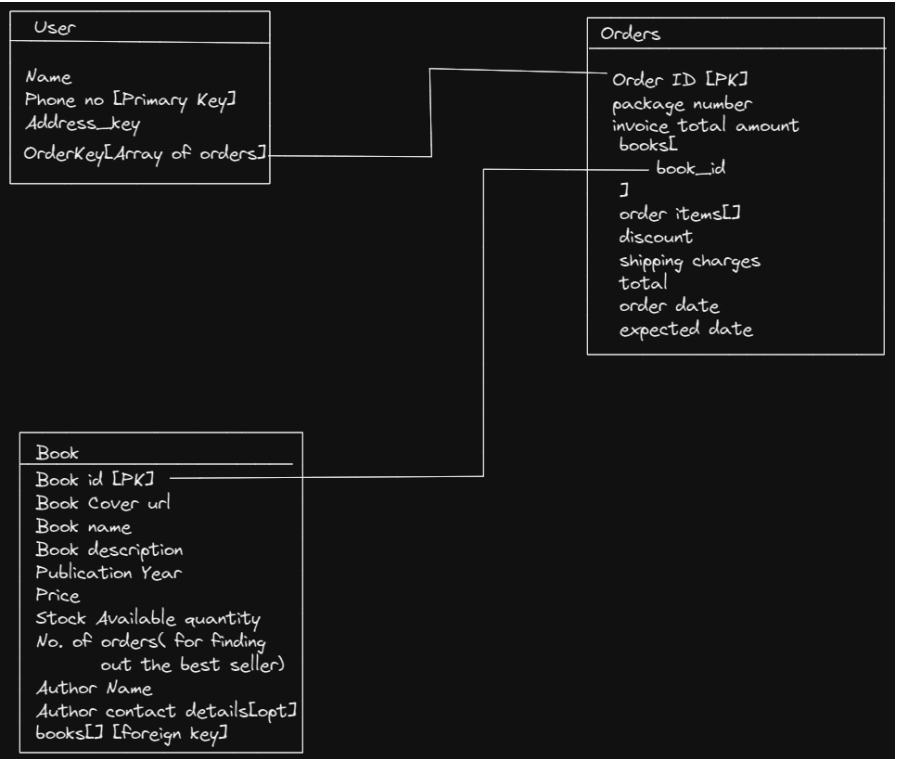 User
Name
Phone no [Primary Key]
Address_key
OrderKey[Array of orders]
Orders
Order ID [PK]
package number
invoice total amount
books[
book_id
]
order items[]
discount
shipping charges
total
order date
expected date
Book
Book id [PK]
Book Cover url
Book name
Book description
Publication Year
Price
Stock Available quantity
No. of orders( for finding
out the best seller)
Author Name
Author contact details[opt]
books[] [foreign key]